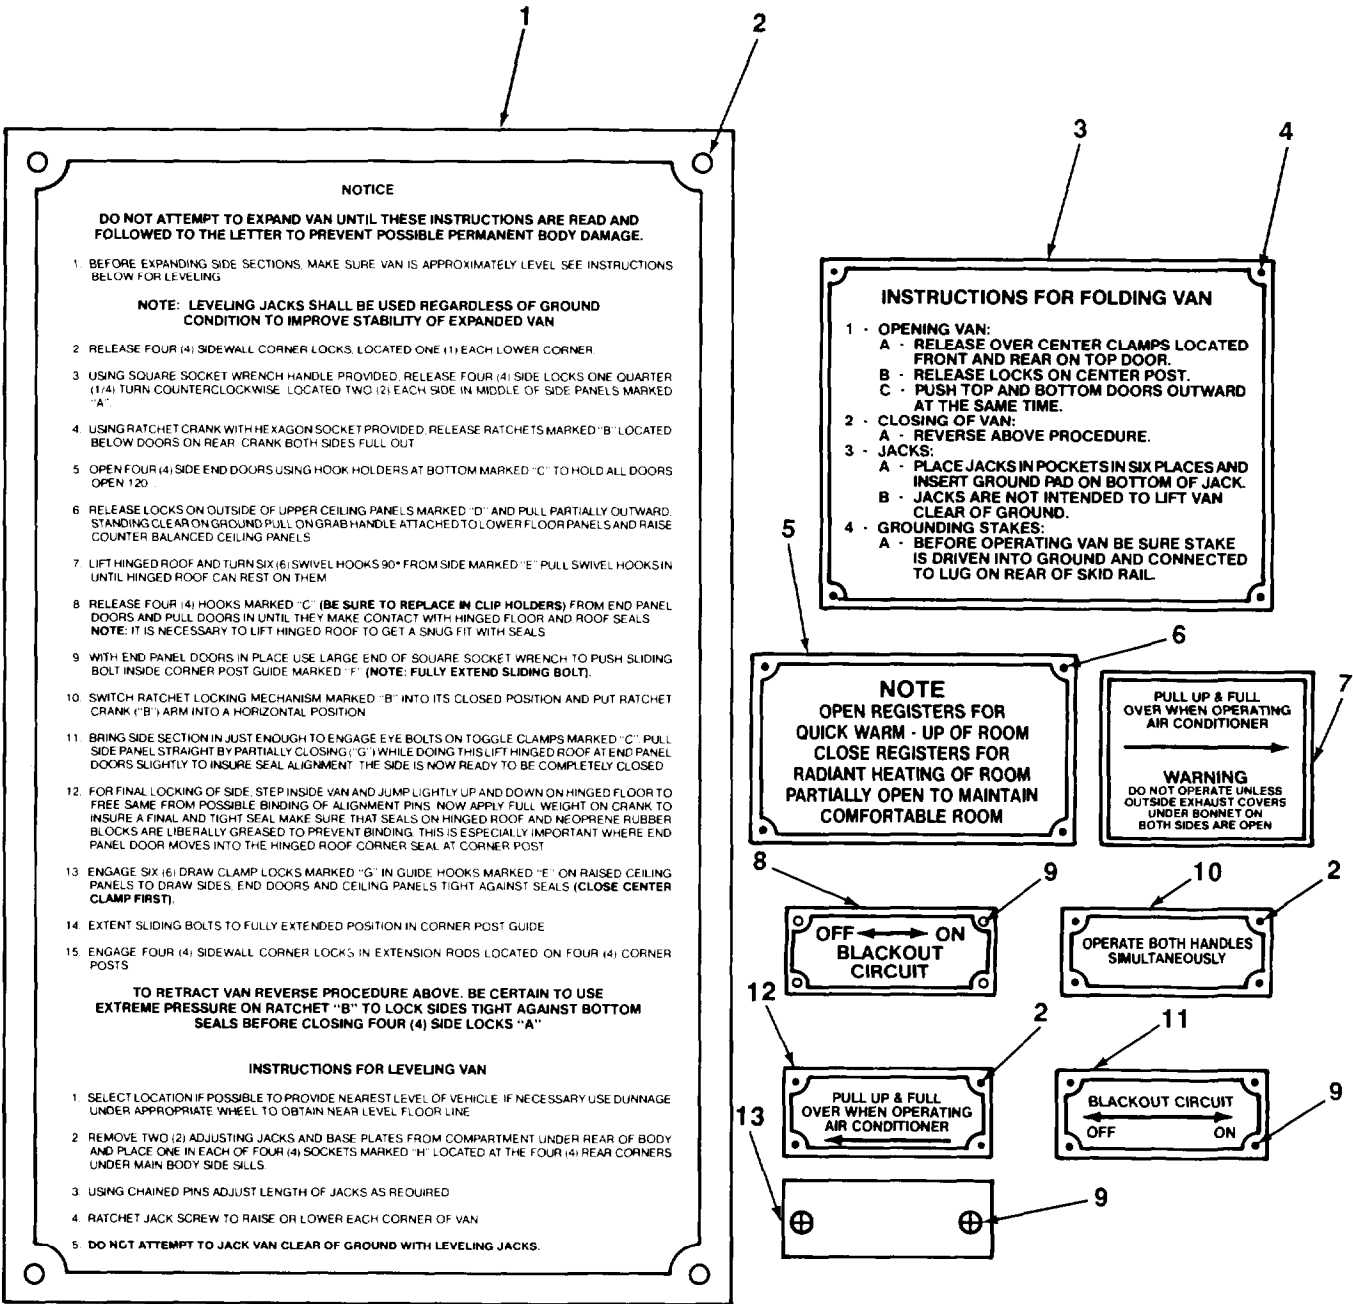 1
2
NOTICE
DO NOT ATTEMPT TO EXPAND VAN UNTIL THESE INSTRUCTIONS ARE READ AND
FOLLOWED TO THE LETTER TO PREVENT POSSIBLE PERMANENT BODY DAMAGE.
1. BEFORE EXPANDING SIDE SECTIONS, MAKE SURE VAN IS APPROXIMATELY LEVEL SEE INSTRUCTIONS
BELOW FOR LEVELING
NOTE: LEVELING JACKS SHALL BE USED REGARDLESS OF GROUND
CONDITION TO IMPROVE STABILITY OF EXPANDED VAN
2 RELEASE FOUR (4) SIDEWALL CORNER LOCKS, LOCATED ONE (1) EACH LOWER CORNER.
3 USING SQUARE SOCKET WRENCH HANDLE PROVIDED, RELEASE FOUR (4) SIDE LOCKS ONE QUARTER
(1/4) TURN COUNTERCLOCKWISE LOCATED TWO (2) EACH SIDE IN MIDDLE OF SIDE PANELS MARKED
"A".
4. USING RATCHET CRANK WITH HEXAGON SOCKET PROVIDED, RELEASE RATCHETS MARKED "B" LOCATED
BELOW DOORS ON REAR CRANK BOTH SIDES FULL OUT
5 OPEN FOUR (4) SIDE END DOORS USING HOOK HOLDERS AT BOTTOM MARKED "C" TO HOLD ALL DOORS
OPEN 120
6 RELEASE LOCKS ON OUTSIDE OF UPPER CEILING PANELS MARKED "D" AND PULL PARTIALLY OUTWARD.
STANDING CLEAR ON GROUND PULL ON GRAB HANDLE ATTACHED TO LOWER FLOOR PANELS AND RAISE
COUNTER BALANCED CEILING PANELS
7. LIFT HINGED ROOF AND TURN SIX (6) SWIVEL HOOKS 90° FROM SIDE MARKED "E" PULL SWIVEL HOOKS IN
UNTIL HINGED ROOF CAN REST ON THEM
8 RELEASE FOUR (4) HOOKS MARKED "C" (BE SURE TO REPLACE IN CLIP HOLDERS) FROM END PANEL
DOORS AND PULL DOORS IN UNTIL THEY MAKE CONTACT WITH HINGED FLOOR AND ROOF SEALS
NOTE: IT IS NECESSARY TO LIFT HINGED ROOF TO GET A SNUG FIT WITH SEALS
9 WITH END PANEL DOORS IN PLACE USE LARGE END OF SQUARE SOCKET WRENCH TO PUSH SLIDING
BOLT INSIDE CORNER POST GUIDE MARKED "F" (NOTE: FULLY EXTEND SLIDING BOLT).
10. SWITCH RATCHET LOCKING MECHANISM MARKED "B" INTO ITS CLOSED POSITION AND PUT RATCHET
CRANK ("B") ARM INTO A HORIZONTAL POSITION
11. BRING SIDE SECTION IN JUST ENOUGH TO ENGAGE EYE BOLTS ON TOGGLE CLAMPS MARKED "C". PULL
SIDE PANEL STRAIGHT BY PARTIALLY CLOSING ("G") WHILE DOING THIS LIFT HINGED ROOF AT END PANEL
DOORS SLIGHTLY TO INSURE SEAL ALIGNMENT THE SIDE IS NOW READY TO BE COMPLETELY CLOSED
12. FOR FINAL LOCKING OF SIDE, STEP INSIDE VAN AND JUMP LIGHTLY UP AND DOWN ON HINGED FLOOR TO
FREE SAME FROM POSSIBLE BINDING OF ALIGNMENT PINS NOW APPLY FULL WEIGHT ON CRANK TO
INSURE A FINAL AND TIGHT SEAL MAKE SURE THAT SEALS ON HINGED ROOF AND NEOPRENE RUBBER
BLOCKS ARE LIBERALLY GREASED TO PREVENT BINDING. THIS IS ESPECIALLY IMPORTANT WHERE END
PANEL DOOR MOVES INTO THE HINGED ROOF CORNER SEAL AT CORNER POST
13 ENGAGE SIX (6) DRAW CLAMP LOCKS MARKED "G" IN GUIDE HOOKS MARKED "E" ON RAISED CEILING
PANELS TO DRAW SIDES, END DOORS AND CEILING PANELS TIGHT AGAINST SEALS (CLOSE CENTER
CLAMP FIRST).
14. EXTENT SLIDING BOLTS TO FULLY EXTENDED POSITION IN CORNER POST GUIDE
15. ENGAGE FOUR (4) SIDEWALL CORNER LOCKS IN EXTENSION RODS LOCATED ON FOUR (4) CORNER
POSTS
TO RETRACT VAN REVERSE PROCEDURE ABOVE. BE CERTAIN TO USE
EXTREME PRESSURE ON RATCHET "B" TO LOCK SIDES TIGHT AGAINST BOTTOM
SEALS BEFORE CLOSING FOUR (4) SIDE LOCKS "A"
INSTRUCTIONS FOR LEVELING VAN
1. SELECT LOCATION IF POSSIBLE TO PROVIDE NEAREST LEVEL OF VEHICLE. IF NECESSARY USE DUNNAGE
UNDER APPROPRIATE WHEEL TO OBTAIN NEAR LEVEL FLOOR LINE
2 REMOVE TWO (2) ADJUSTING JACKS AND BASE PLATES FROM COMPARTMENT UNDER REAR OF BODY
AND PLACE ONE IN EACH OF FOUR (4) SOCKETS MARKED "H" LOCATED AT THE FOUR (4) REAR CORNERS
UNDER MAIN BODY SIDE SILLS.
3. USING CHAINED PINS ADJUST LENGTH OF JACKS AS REQUIRED
4. RATCHET JACK SCREW TO RAISE OR LOWER EACH CORNER OF VAN
5. DO NOT ATTEMPT TO JACK VAN CLEAR OF GROUND WITH LEVELING JACKS.
3
4
INSTRUCTIONS FOR FOLDING VAN
1 - OPENING VAN:
A - RELEASE OVER CENTER CLAMPS LOCATED
FRONT AND REAR ON TOP DOOR.
B - RELEASE LOCKS ON CENTER POST.
C - PUSH TOP AND BOTTOM DOORS OUTWARD
AT THE SAME TIME.
2 - CLOSING OF VAN:
A - REVERSE ABOVE PROCEDURE.
3 - JACKS:
A - PLACE JACKS IN POCKETS IN SIX PLACES AND
INSERT GROUND PAD ON BOTTOM OF JACK.
B - JACKS ARE NOT INTENDED TO LIFT VAN
CLEAR OF GROUND.
4 - GROUNDING STAKES:
A - BEFORE OPERATING VAN BE SURE STAKE
IS DRIVEN INTO GROUND AND CONNECTED
TO LUG ON REAR OF SKID RAIL.
5
6
NOTE
OPEN REGISTERS FOR
QUICK WARM - UP OF ROOM
CLOSE REGISTERS FOR
RADIANT HEATING OF ROOM
PARTIALLY OPEN TO MAINTAIN
COMFORTABLE ROOM
7
PULL UP & FULL
OVER WHEN OPERATING
AIR CONDITIONER
WARNING
DO NOT OPERATE UNLESS
OUTSIDE EXHAUST COVERS
UNDER BONNET ON
BOTH SIDES ARE OPEN
8
9
OFF ON
BLACKOUT
CIRCUIT
10
2
OPERATE BOTH HANDLES
SIMULTANEOUSLY
12
2
PULL UP & FULL
OVER WHEN OPERATING
AIR CONDITIONER
11
9
BLACKOUT CIRCUIT
OFF ON
13
9